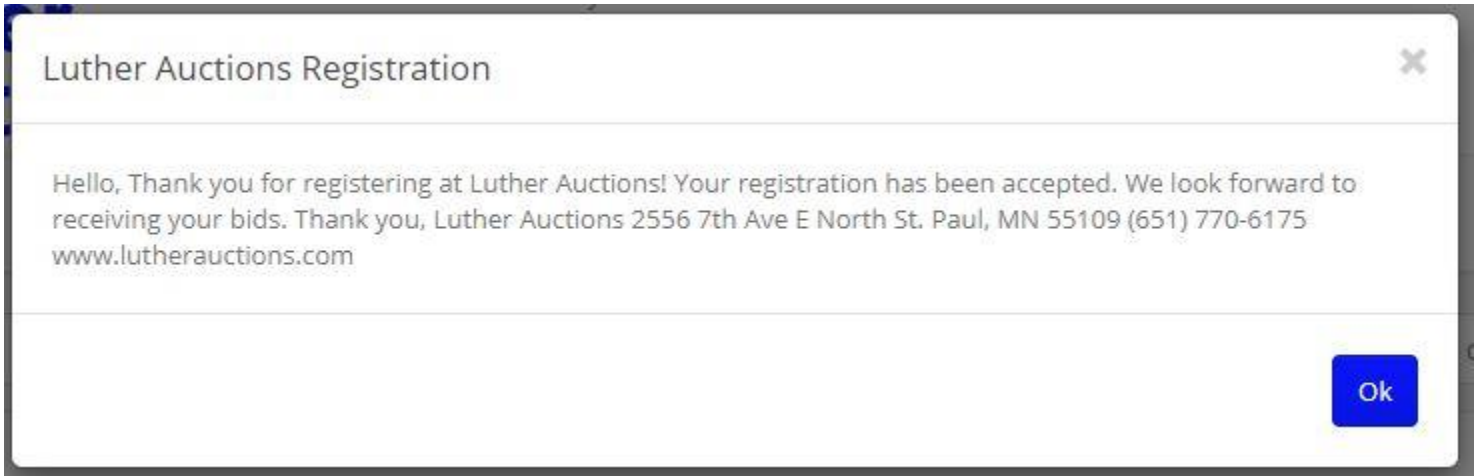 Luther Auctions Registration
Hello, Thank you for registering at Luther Auctions! Your registration has been accepted. We look forward to
receiving your bids. Thank you, Luther Auctions 2556 7th Ave E North St. Paul, MN 55109 (651) 770-6175
www.lutherauctions.com
Ok